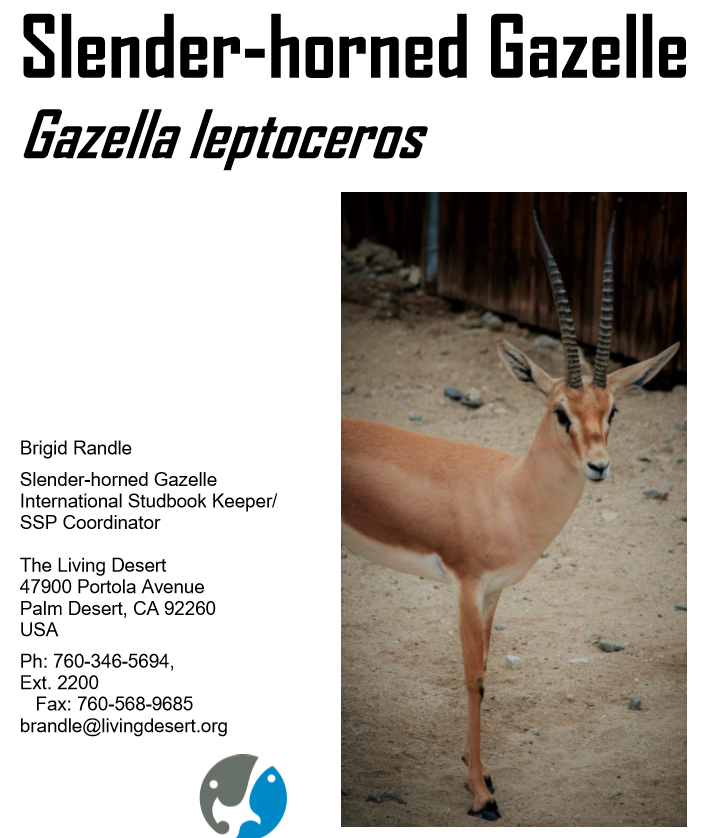 Slender-horned Gazelle
Gazella leptoceros
Brigid Randle
Slender-horned Gazelle
International Studbook Keeper/
SSP Coordinator
The Living Desert
47900 Portola Avenue
Palm Desert, CA 92260
USA
Ph: 760-346-5694,
Ext. 2200
Fax: 760-568-9685
brandle@livingdesert.org